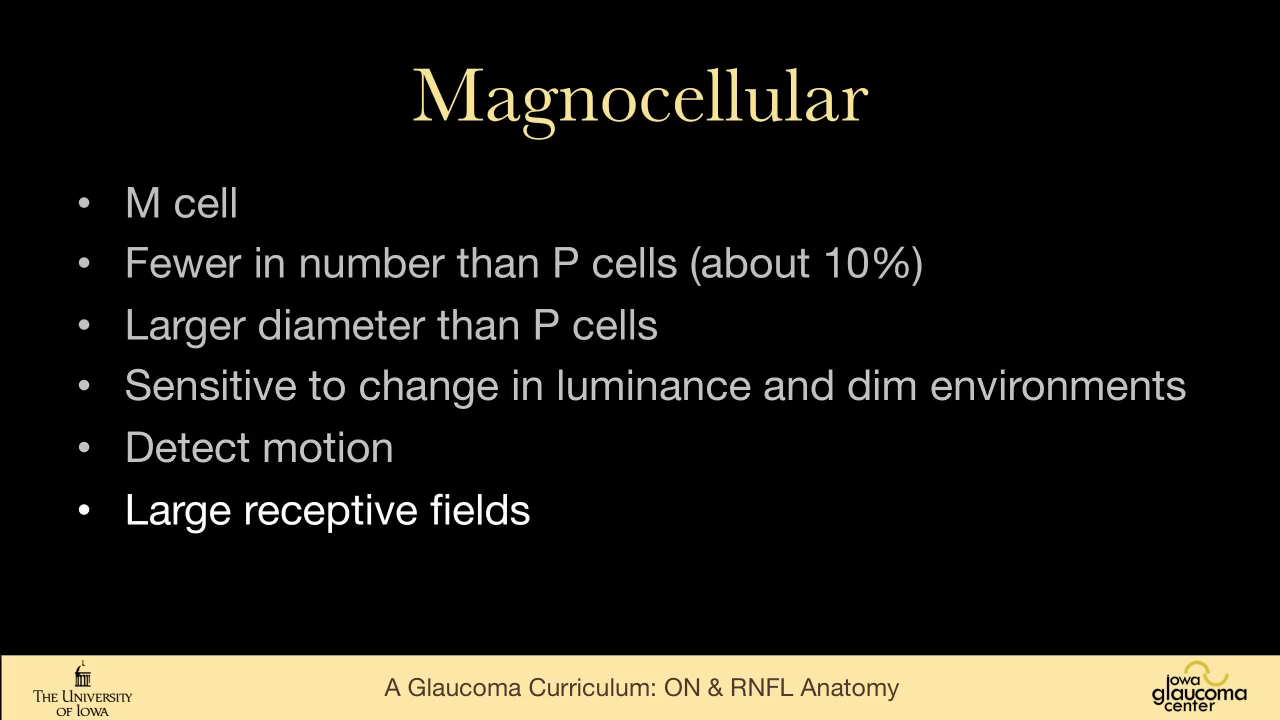 Magnocellular
• M cell
• Fewer in number than P cells (about 10%)
• Larger diameter than P cells
• Sensitive to change in luminance and dim environments
• Detect motion
• Large receptive fields
THE UNIVERSITY
OF IOWA
A Glaucoma Curriculum: ON & RNFL Anatomy
iowa
glaucoma
center